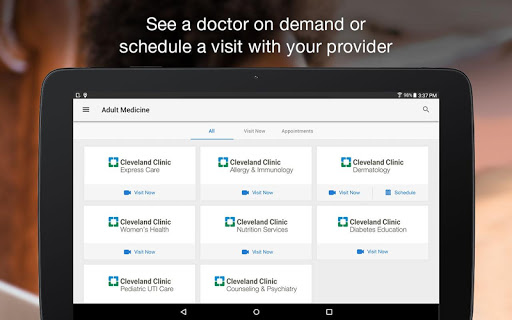 See a doctor on demand or
schedule a visit with your provider
98% 3:37 PM
Adult Medicine
All Visit Now Appointments
Cleveland Clinic Cleveland Clinic Cleveland Clinic
Express Care Allergy & Immunology Dermatology
Visit Now Visit Now Visit Now Schedule
Cleveland Clinic Cleveland Clinic Cleveland Clinic
Women's Health Nutrition Services Diabetes Education
Visit Now Visit Now Visit Now
Cleveland Clinic Cleveland Clinic
Pediatric UTI Care Counseling & Psychiatry